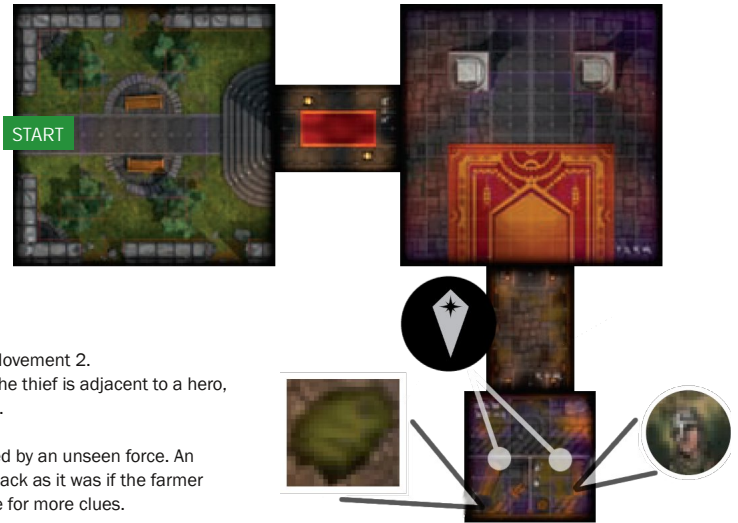 START
ovement 2.
he thief is adjacent to a hero,
.
ed by an unseen force. An
ack as it was if the farmer
e for more clues.